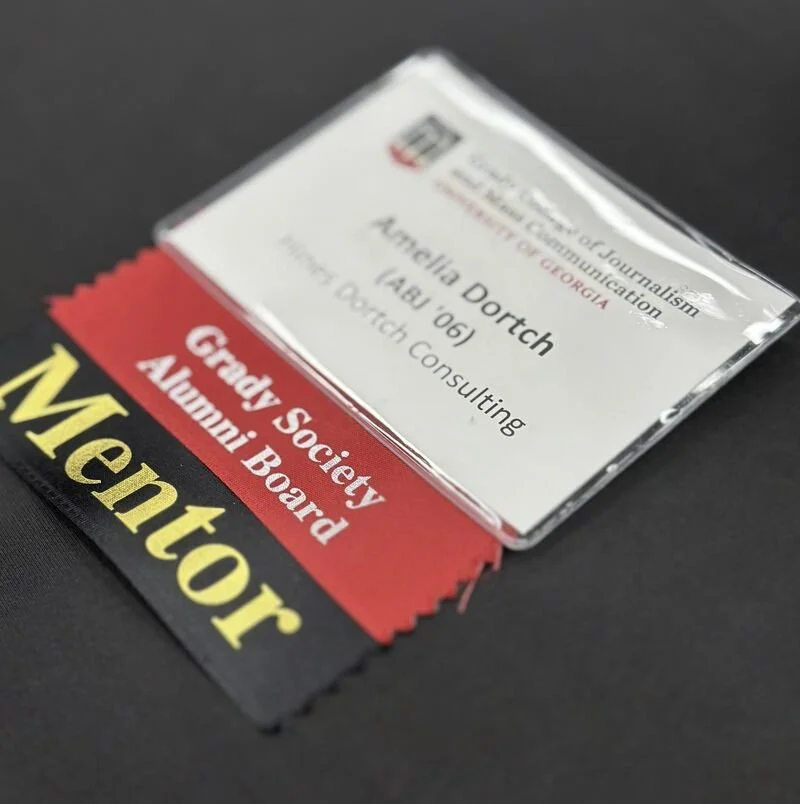 Grady College of Journalism
and Mass Communication
UNIVERSITY OF GEORGIA
Amelia Dortch
(ABJ '06)
Hines Dortch Consulting
Grady Society
Alumni Board
Mentor